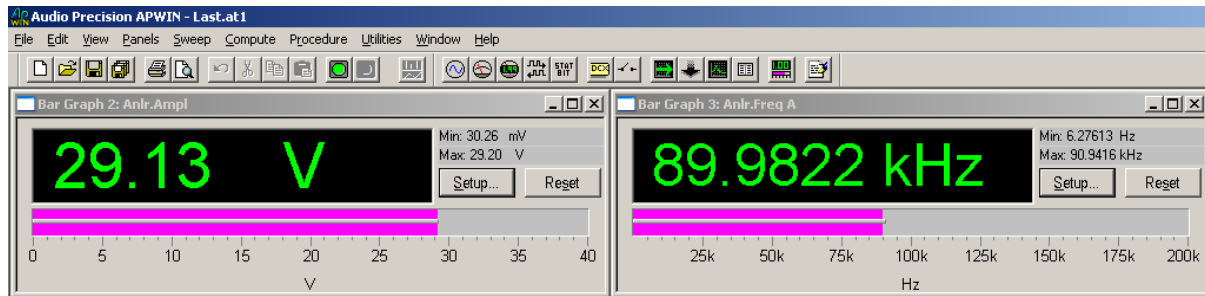 Audio Precision APWIN - Last.at1
File Edit View Panels Sweep Compute Procedure Utilities Window Help
STAT BIT DCX
Bar Graph 2: Anlr.Ampl
29.13 V
Min: 30.26 mV
Max: 29.20 V
Setup... Reset
0 5 10 15 20 25 30 35 40
V
Bar Graph 3: Anlr.Freq A
89.9822 kHz
Min: 6.27613 Hz
Max: 90.9416 kHz
Setup... Reset
25k 50k 75k 100k 125k 150k 175k 200k
Hz